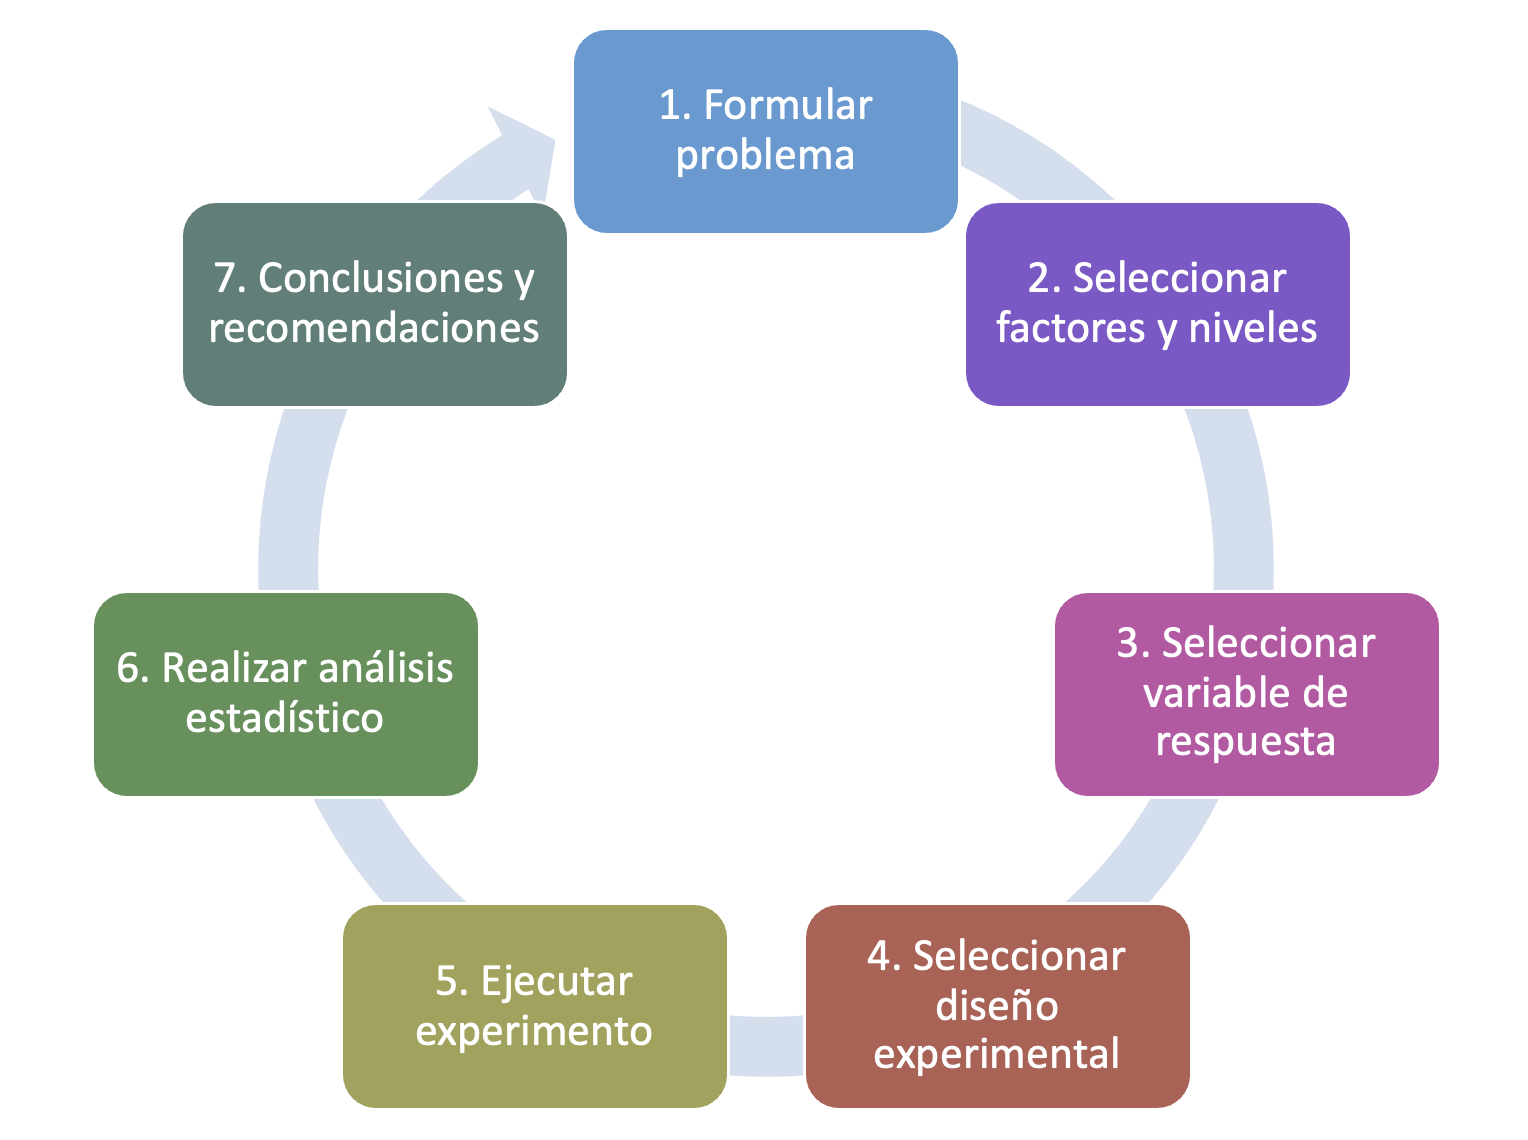 1. Formular
problema
2. Seleccionar
factores y niveles
3. Seleccionar
variable de
respuesta
4. Seleccionar
diseño
experimental
5. Ejecutar
experimento
6. Realizar análisis
estadístico
7. Conclusiones y
recomendaciones